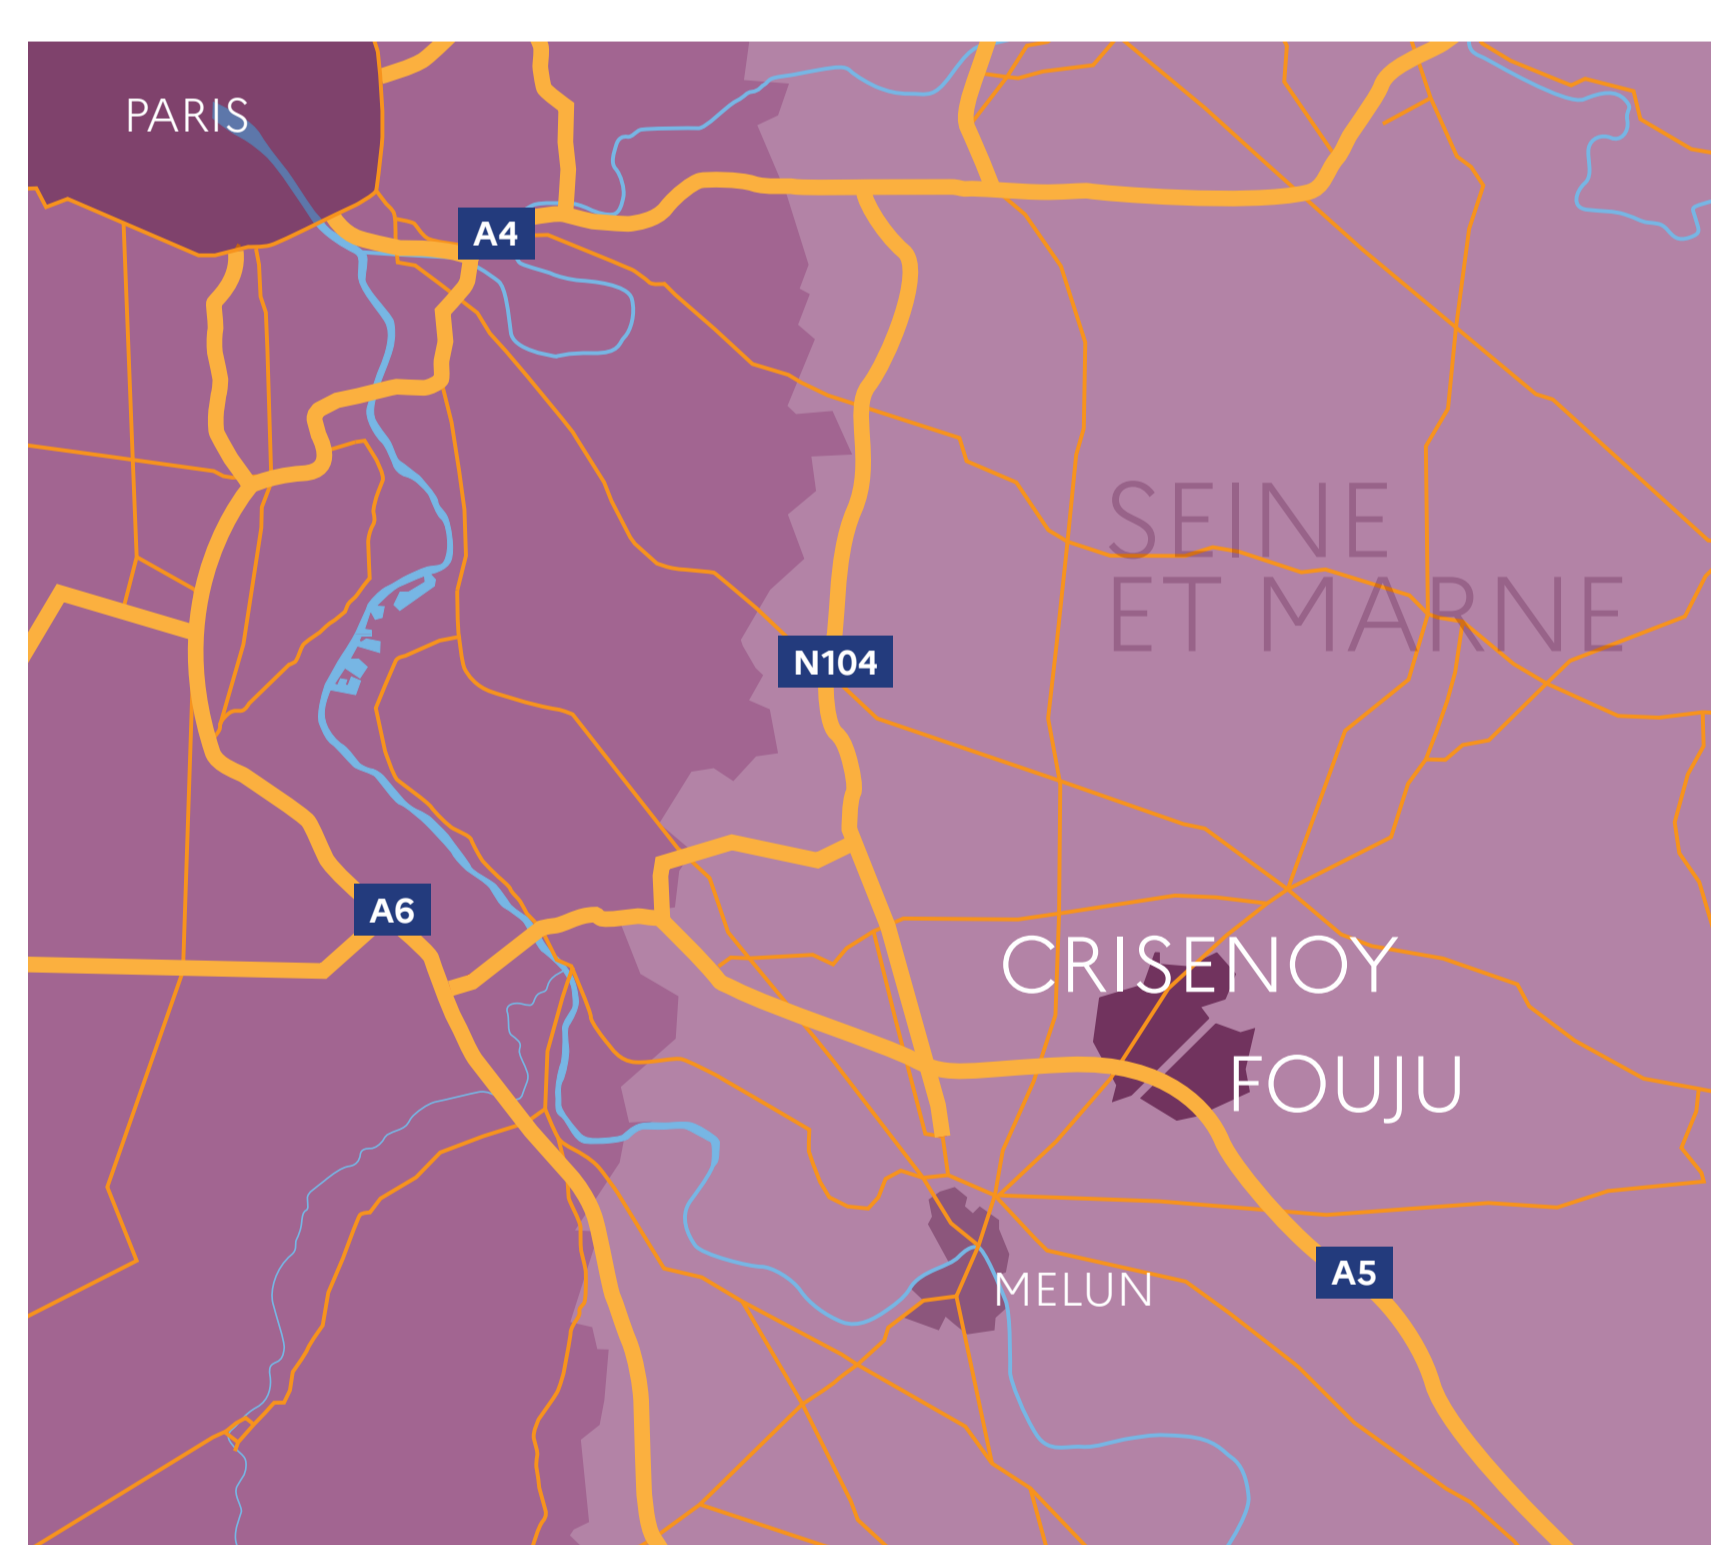 PARIS
A4
SEINE
ET MARNE
N104
A6
CRISENOY
FOUJU
MELUN
A5